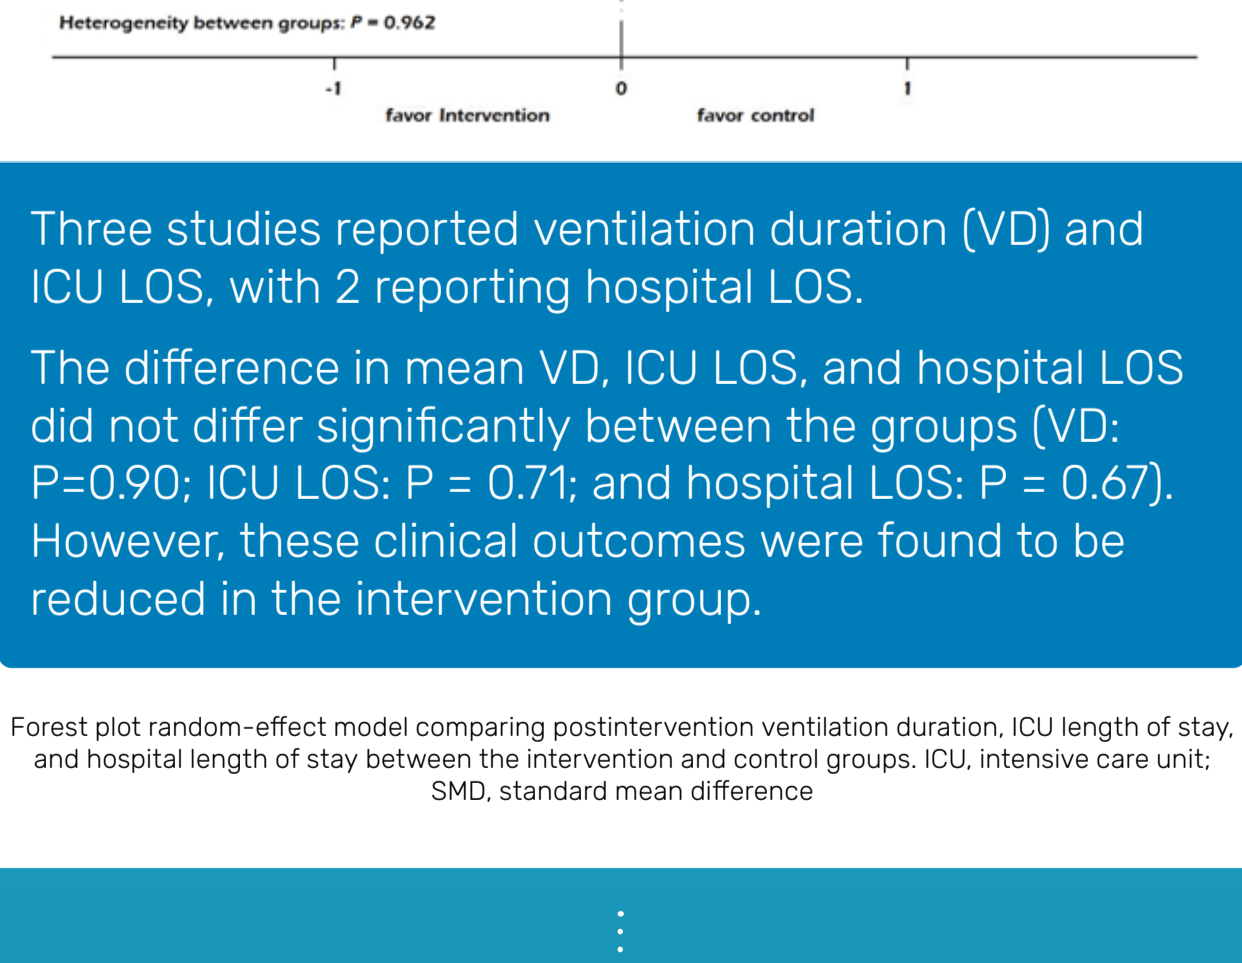 Heterogeneity between groups: P = 0.962
-1 0 1
favor Intervention favor control
Three studies reported ventilation duration (VD) and
ICU LOS, with 2 reporting hospital LOS.
The difference in mean VD, ICU LOS, and hospital LOS
did not differ significantly between the groups (VD:
P=0.90; ICU LOS: P = 0.71; and hospital LOS: P = 0.67).
However, these clinical outcomes were found to be
reduced in the intervention group.
Forest plot random-effect model comparing postintervention ventilation duration, ICU length of stay,
and hospital length of stay between the intervention and control groups. ICU, intensive care unit;
SMD, standard mean difference